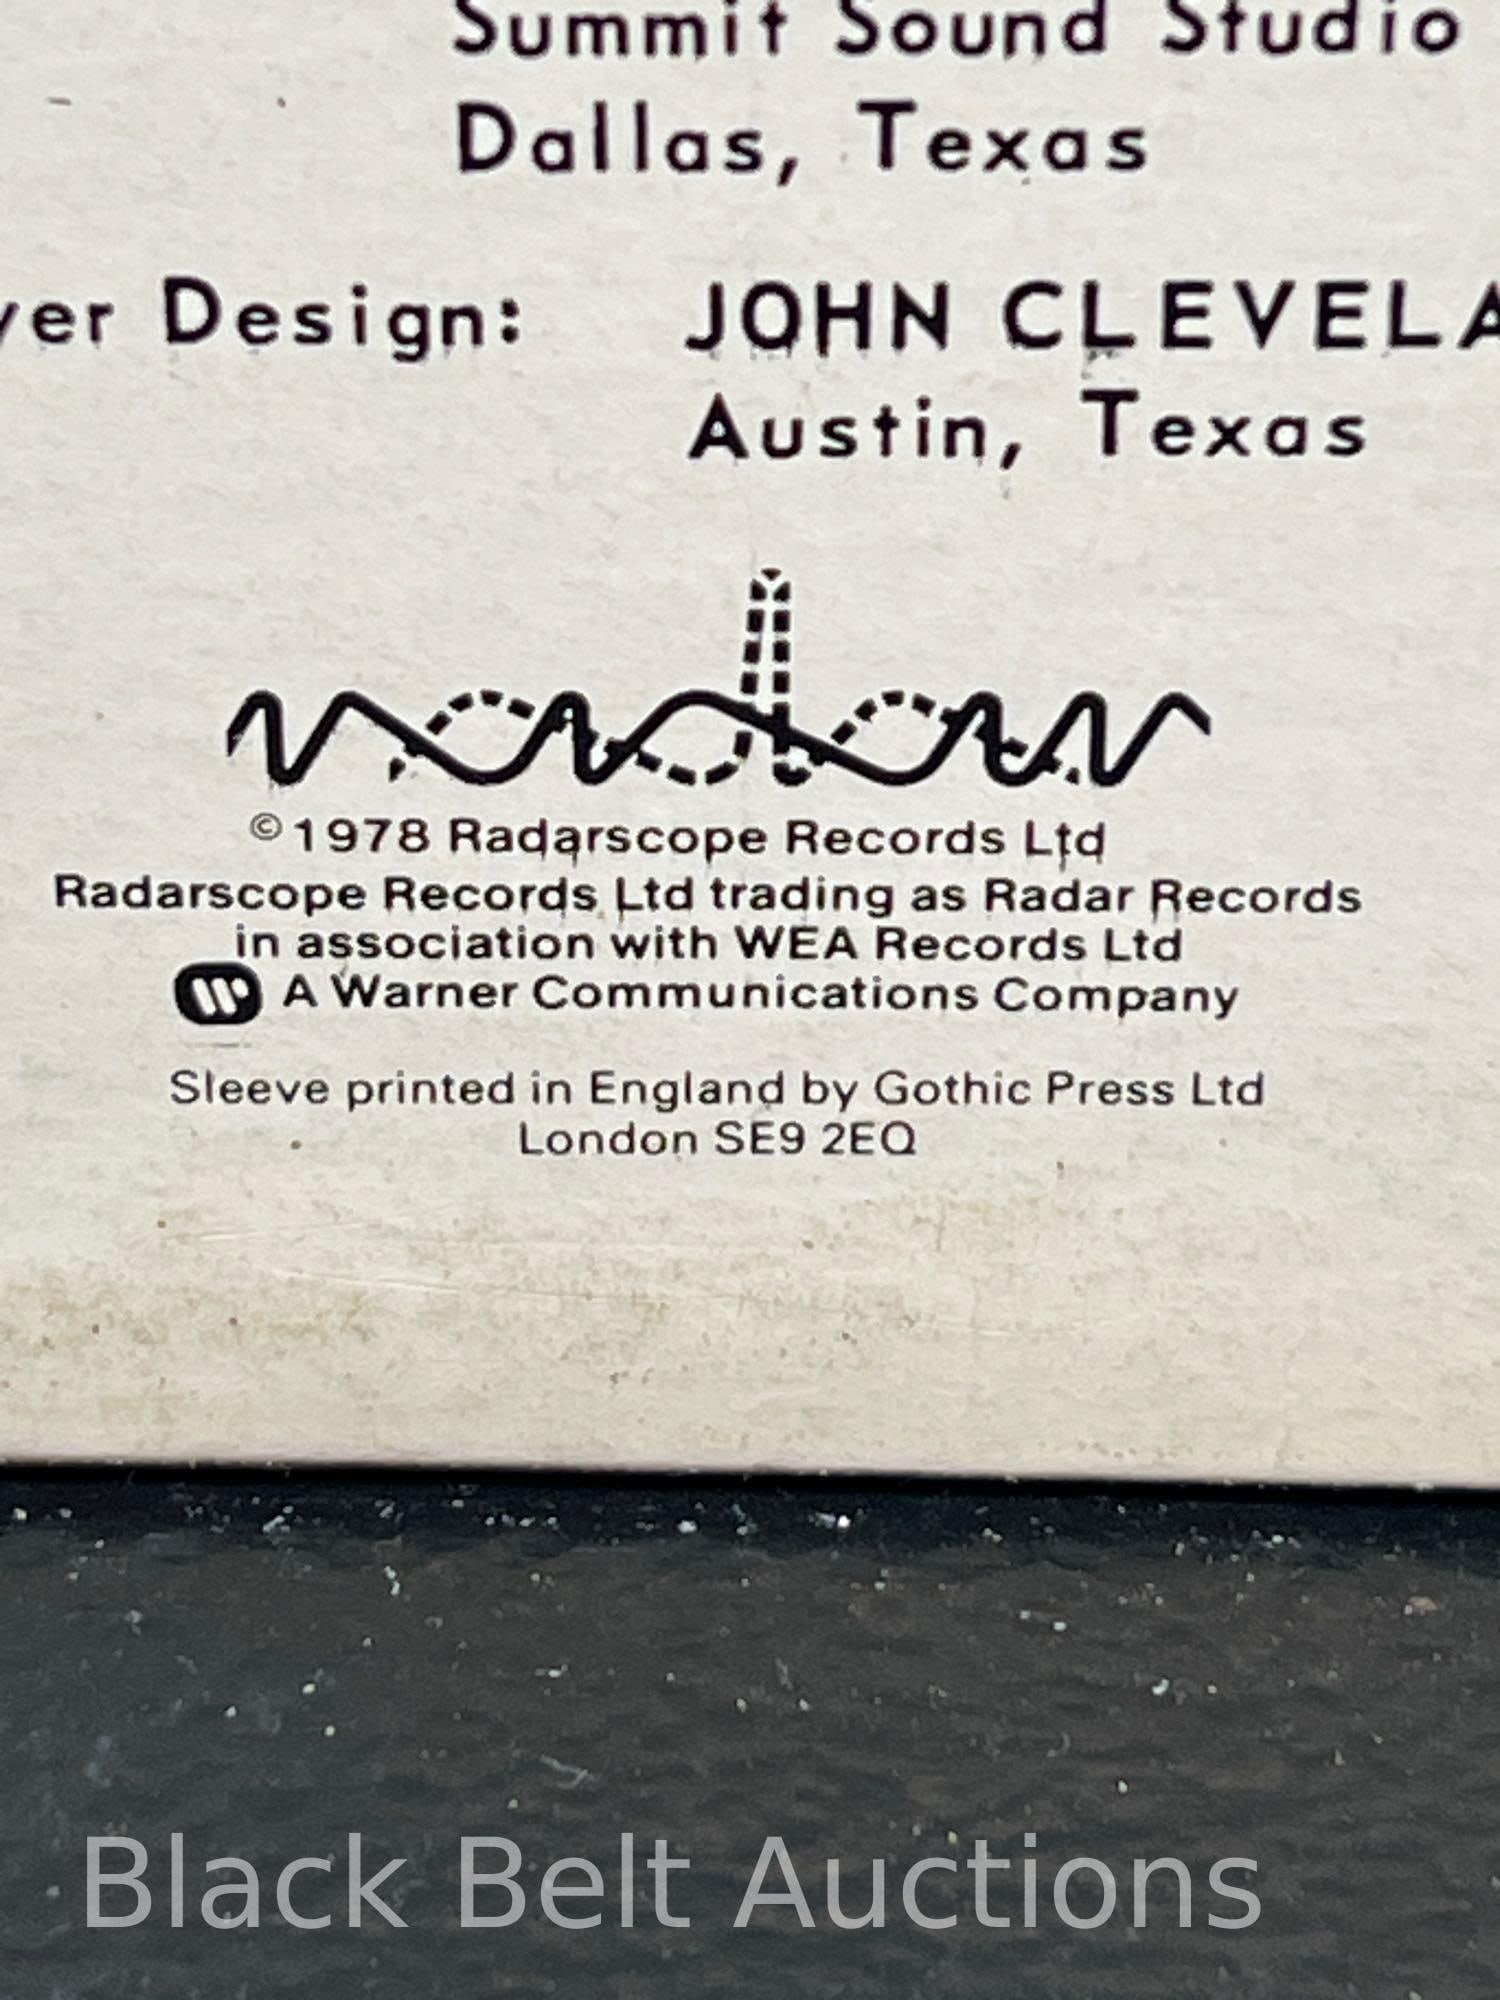 Summit Sound Studio
Dallas, Texas
Design: JOHN
Austin, Texas
radar
©1978 Radarscope Records Ltd
Radarscope Records Ltd trading as Radar Records
in association with WEA Records Ltd
A Warner Communications Company
Sleeve printed in England by Gothic Press Ltd
London SE9 2EQ
Black Belt Auctions